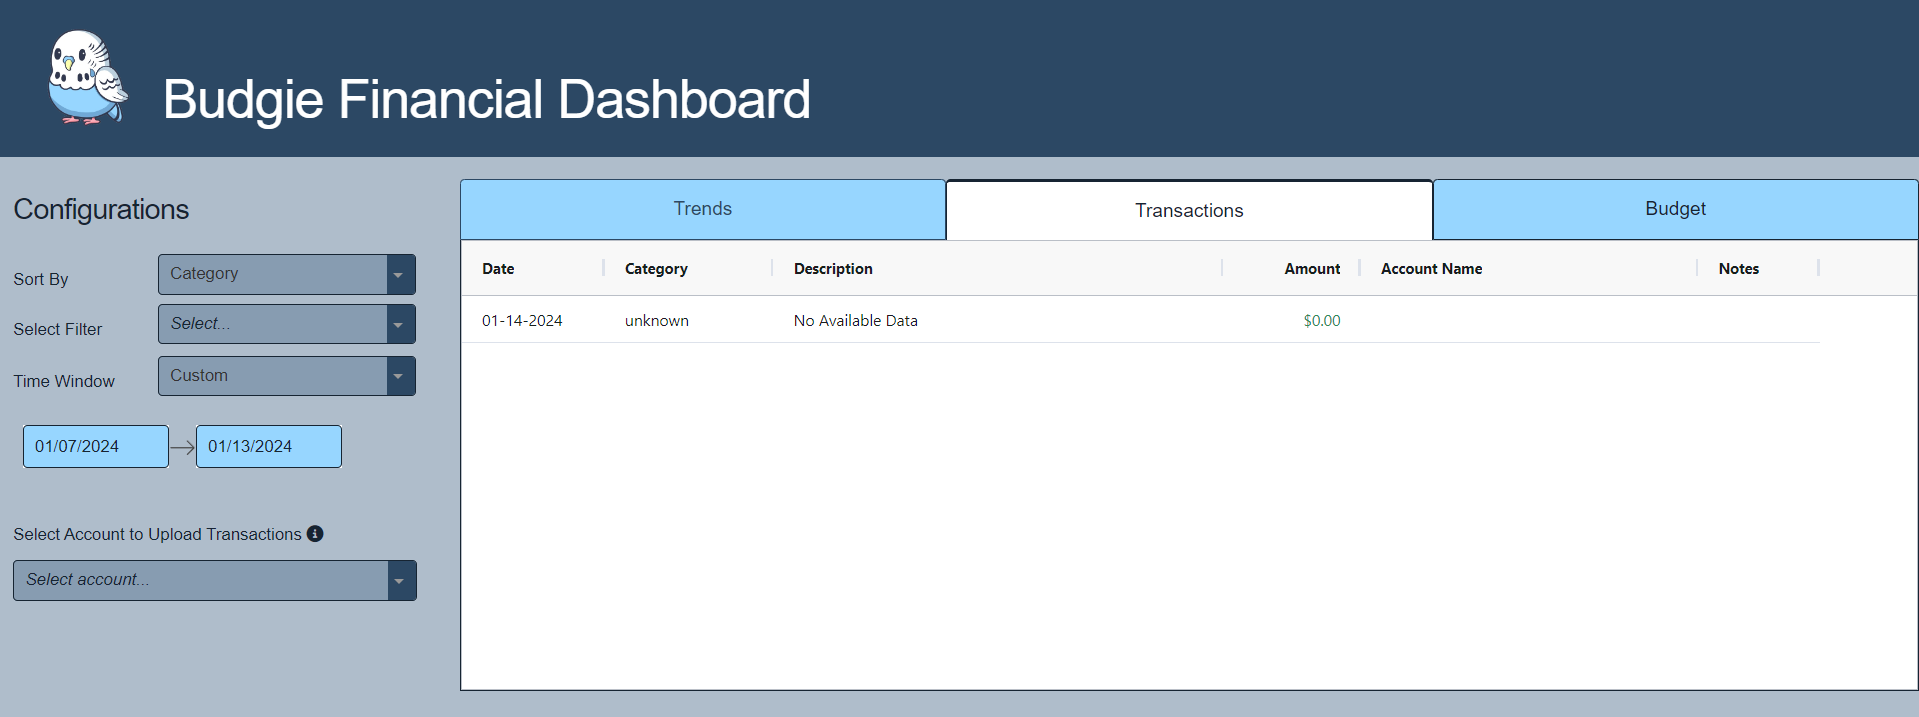 Budgie Financial Dashboard
Configurations
Sort By
Category
Select Filter
Select...
Time Window
Custom
01/07/2024
01/13/2024
Select Account to Upload Transactions
Select account...
Trends
Transactions
Budget
Date Category Description Amount Account Name Notes
01-14-2024 unknown No Available Data $0.00